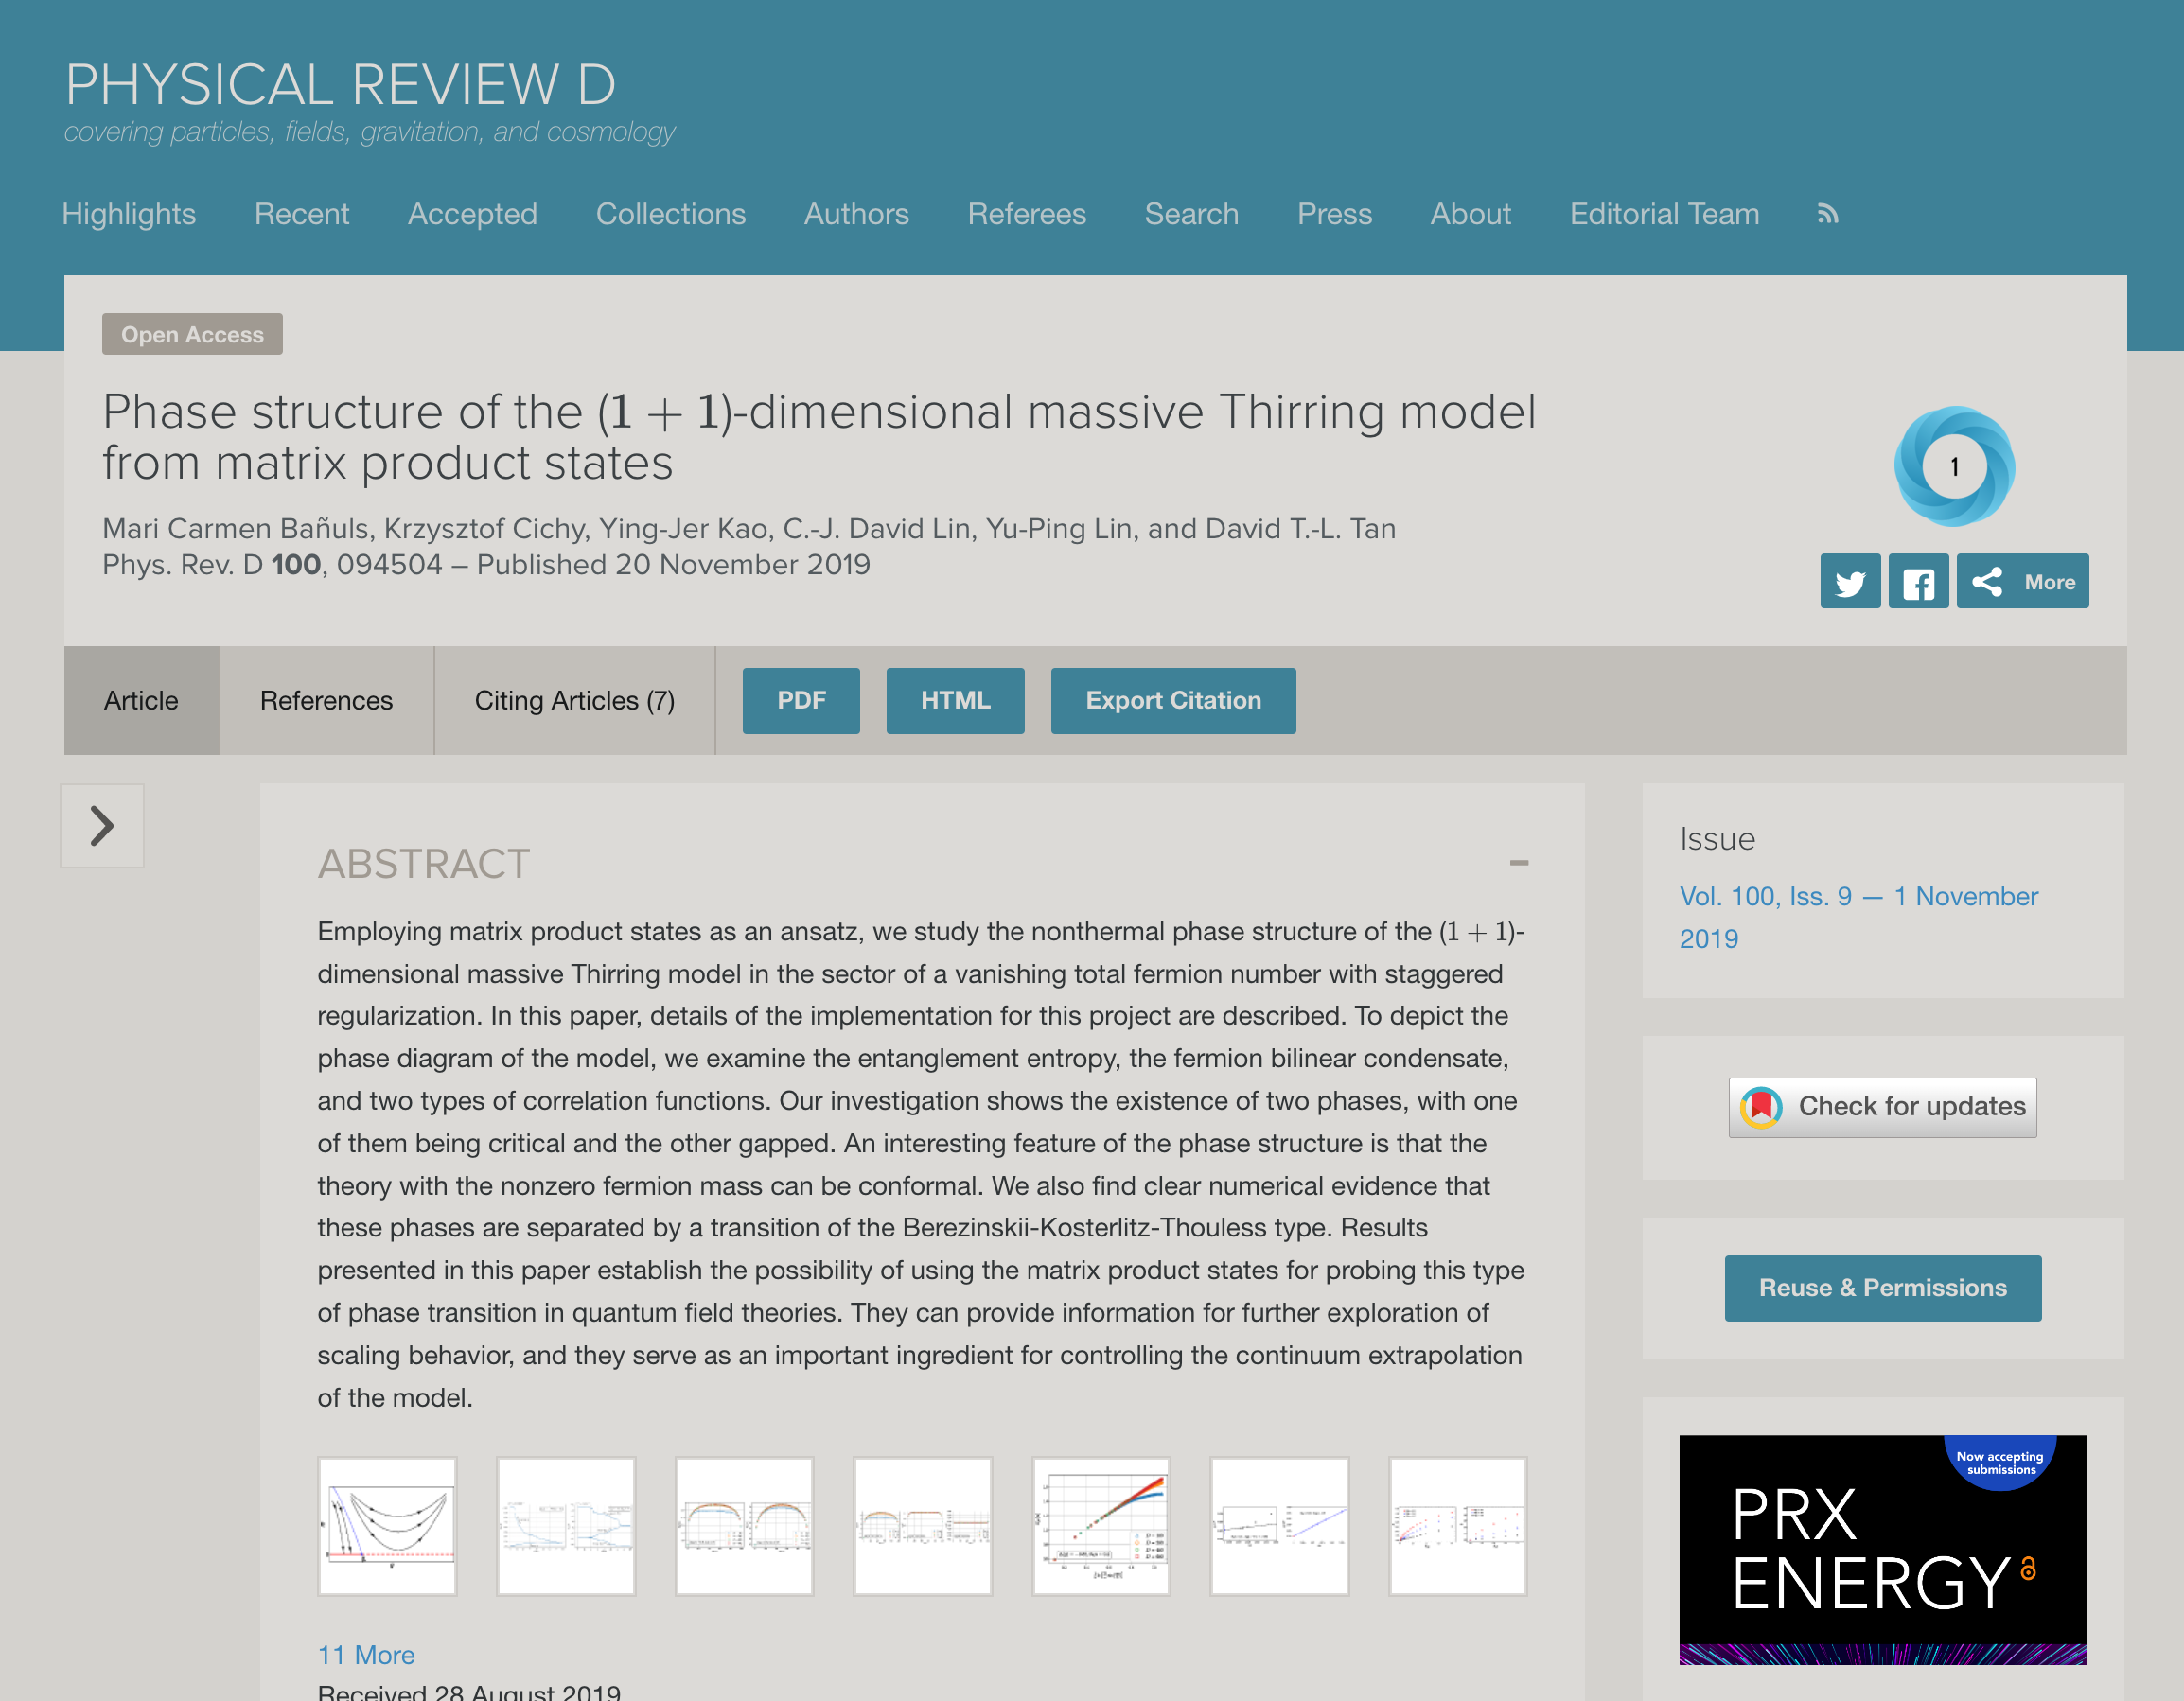 PHYSICAL REVIEW D
covering particles, fields, gravitation, and cosmology
Highlights Recent Accepted Collections Authors Referees Search Press About Editorial Team
Open Access
Phase structure of the (1 + 1)-dimensional massive Thirring model
from matrix product states
1
Mari Carmen Bañuls, Krzysztof Cichy, Ying-Jer Kao, C.-J. David Lin, Yu-Ping Lin, and David T.-L. Tan
Phys. Rev. D 100, 094504 – Published 20 November 2019
More
Article References Citing Articles (7) PDF HTML Export Citation
ABSTRACT
Employing matrix product states as an ansatz, we study the nonthermal phase structure of the (1 + 1)-
dimensional massive Thirring model in the sector of a vanishing total fermion number with staggered
regularization. In this paper, details of the implementation for this project are described. To depict the
phase diagram of the model, we examine the entanglement entropy, the fermion bilinear condensate,
and two types of correlation functions. Our investigation shows the existence of two phases, with one
of them being critical and the other gapped. An interesting feature of the phase structure is that the
theory with the nonzero fermion mass can be conformal. We also find clear numerical evidence that
these phases are separated by a transition of the Berezinskii-Kosterlitz-Thouless type. Results
presented in this paper establish the possibility of using the matrix product states for probing this type
of phase transition in quantum field theories. They can provide information for further exploration of
scaling behavior, and they serve as an important ingredient for controlling the continuum extrapolation
of the model.
11 More
Received 28 August 2019
Issue
Vol. 100, Iss. 9 — 1 November
2019
Check for updates
Reuse & Permissions
Now accepting
submissions
PRX
ENERGY